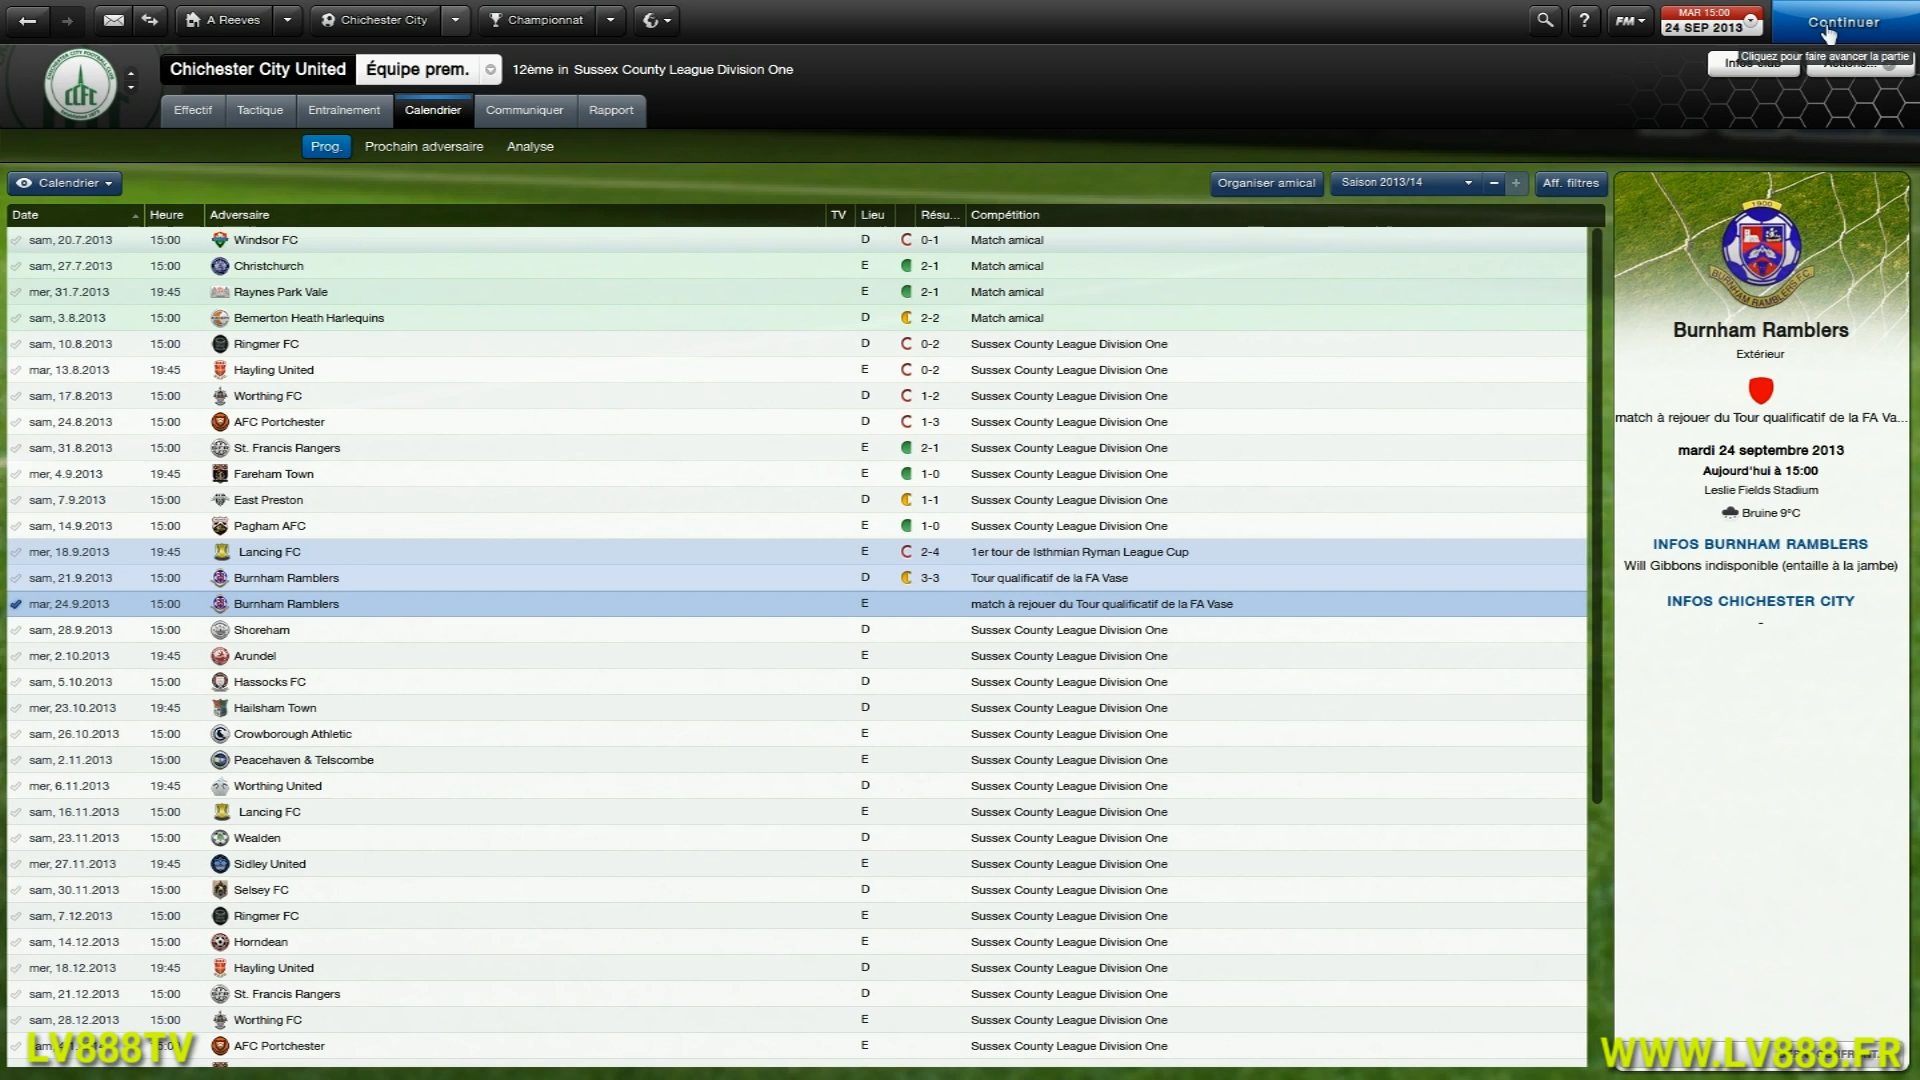 A Reeves Chichester City Championnat FM MAR 15:00 Continuer
24 SEP 2013
Cliquez pour faire avancer la partie
Chichester City United Équipe prem. 12ème in Sussex County League Division One
Effectif Tactique Entraînement Calendrier Communiquer Rapport
Prog. Prochain adversaire Analyse
Calendrier Organiser amical Saison 2013/14 Aff. filtres
Date Heure Adversaire TV Lieu Résu... Compétition
sam, 20.7.2013 15:00 Windsor FC D 0-1 Match amical
sam, 27.7.2013 15:00 Christchurch E 2-1 Match amical
mer, 31.7.2013 19:45 Raynes Park Vale E 2-1 Match amical
sam, 3.8.2013 15:00 Bemerton Heath Harlequins D 2-2 Match amical
sam, 10.8.2013 15:00 Ringmer FC D 0-2 Sussex County League Division One
mar, 13.8.2013 19:45 Hayling United E 0-2 Sussex County League Division One
sam, 17.8.2013 15:00 Worthing FC D 1-2 Sussex County League Division One
sam, 24.8.2013 15:00 AFC Portchester D 1-3 Sussex County League Division One
sam, 31.8.2013 15:00 St. Francis Rangers E 2-1 Sussex County League Division One
mer, 4.9.2013 19:45 Fareham Town E 1-0 Sussex County League Division One
sam, 7.9.2013 15:00 East Preston D 1-1 Sussex County League Division One
sam, 14.9.2013 15:00 Pagham AFC E 1-0 Sussex County League Division One
mer, 18.9.2013 19:45 Lancing FC E 2-4 1er tour de Isthmian Ryman League Cup
sam, 21.9.2013 15:00 Burnham Ramblers D 3-3 Tour qualificatif de la FA Vase
mar, 24.9.2013 15:00 Burnham Ramblers E match à rejouer du Tour qualificatif de la FA Vase
sam, 28.9.2013 15:00 Shoreham D Sussex County League Division One
mer, 2.10.2013 19:45 Arundel E Sussex County League Division One
sam, 5.10.2013 15:00 Hassocks FC D Sussex County League Division One
mer, 23.10.2013 19:45 Hailsham Town D Sussex County League Division One
sam, 26.10.2013 15:00 Crowborough Athletic E Sussex County League Division One
sam, 2.11.2013 15:00 Peacehaven & Telscombe E Sussex County League Division One
mer, 6.11.2013 19:45 Worthing United D Sussex County League Division One
sam, 16.11.2013 15:00 Lancing FC E Sussex County League Division One
sam, 23.11.2013 15:00 Wealden D Sussex County League Division One
mer, 27.11.2013 19:45 Sidley United E Sussex County League Division One
sam, 30.11.2013 15:00 Selsey FC D Sussex County League Division One
sam, 7.12.2013 15:00 Ringmer FC E Sussex County League Division One
sam, 14.12.2013 15:00 Horndean E Sussex County League Division One
mer, 18.12.2013 19:45 Hayling United D Sussex County League Division One
sam, 21.12.2013 15:00 St. Francis Rangers D Sussex County League Division One
sam, 28.12.2013 15:00 Worthing FC E Sussex County League Division One
AFC Portchester E Sussex County League Division One
1900
BURNHAM RAMBLERS F.C.
Burnham Ramblers
Extérieur
match à rejouer du Tour qualificatif de la FA Va...
mardi 24 septembre 2013
Aujourd'hui à 15:00
Leslie Fields Stadium
Bruine 9°C
INFOS BURNHAM RAMBLERS
Will Gibbons indisponible (entaille à la jambe)
INFOS CHICHESTER CITY
-
LV888TV
WWW.LV888.FR